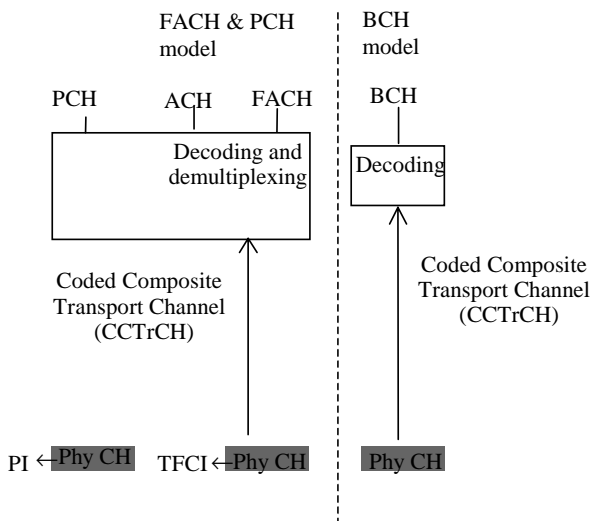 FACH & PCH
model
BCH
model
PCH
ACH
FACH
BCH
Decoding and
demultiplexing
Decoding
Coded Composite
Transport Channel
(CCTrCH)
Coded Composite
Transport Channel
(CCTrCH)
PI ←Phy CH
TFCI←Phy CH
Phy CH